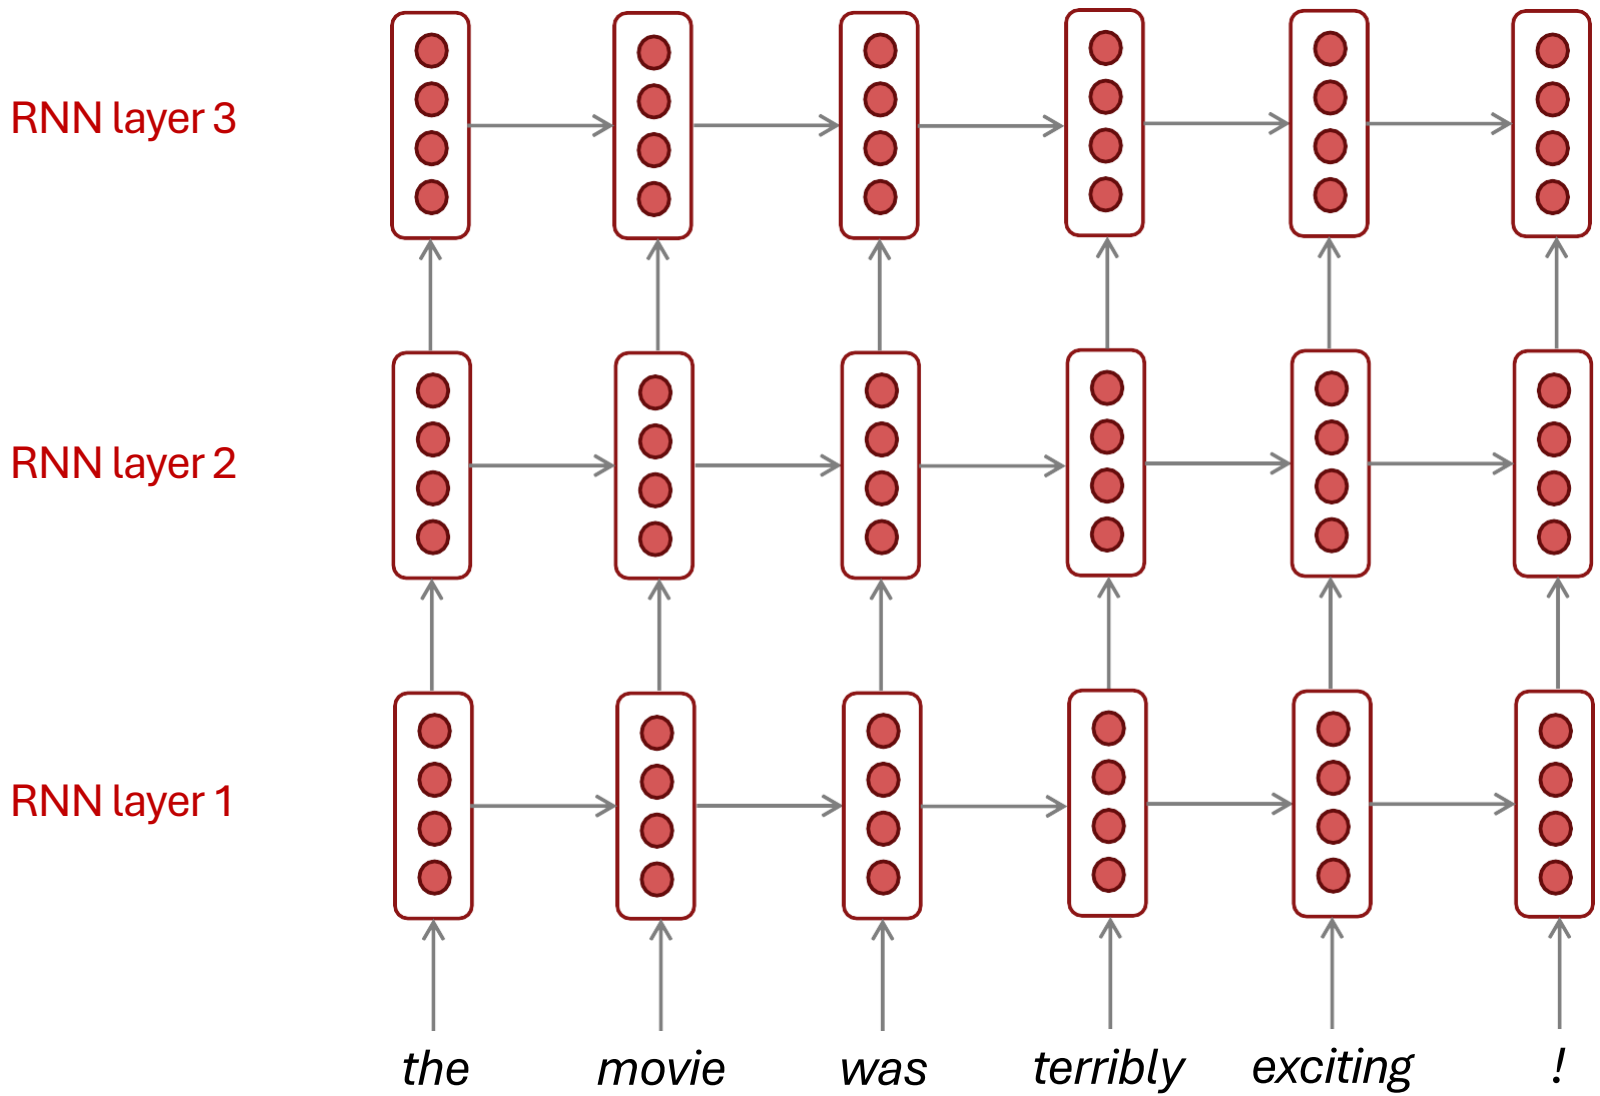 RNN layer 3
RNN layer 2
RNN layer 1
the movie was terribly exciting !